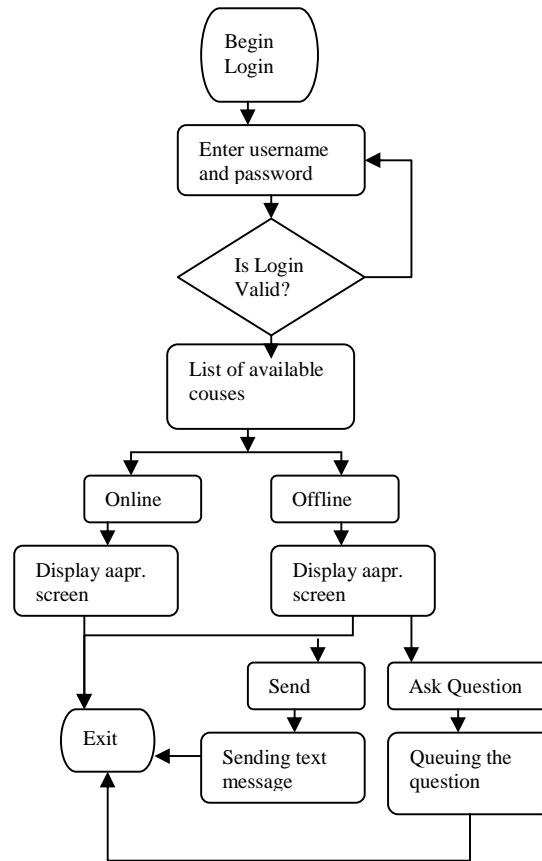 Begin
Login
Enter username
and password
Is Login
Valid?
List of available
couses
Online
Offline
Display aapr.
screen
Display aapr.
screen
Send
Ask Question
Exit
Sending text
message
Queuing the
question